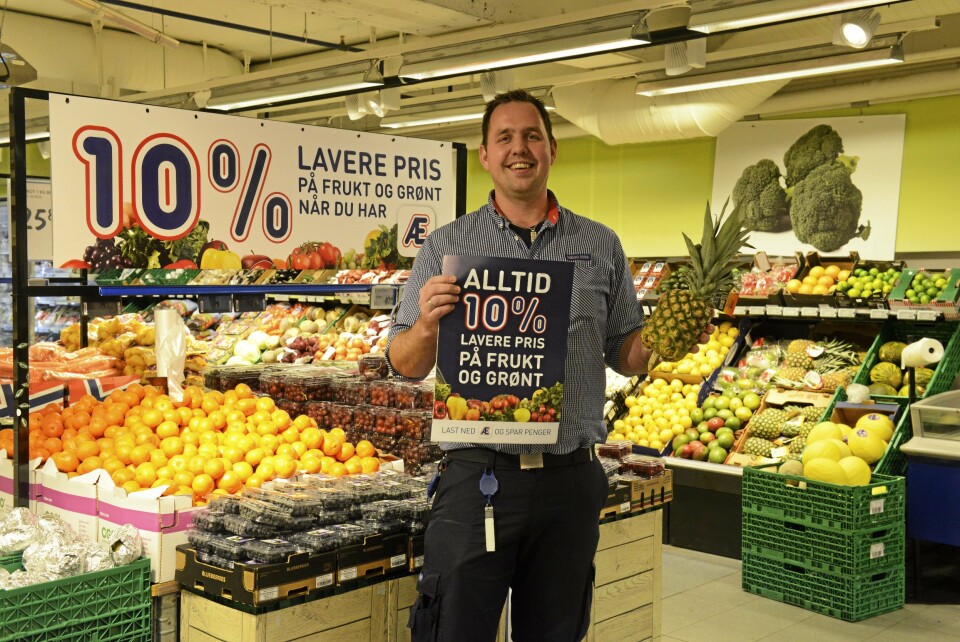 10%
LAVERE PRIS
PÅ FRUKT OG GRØNT
NÅR DU HAR
Æ
ALLTID
10%
LAVERE PRIS
PÅ FRUKT
OG GRØNT
LAST NED Æ OG SPAR PENGER